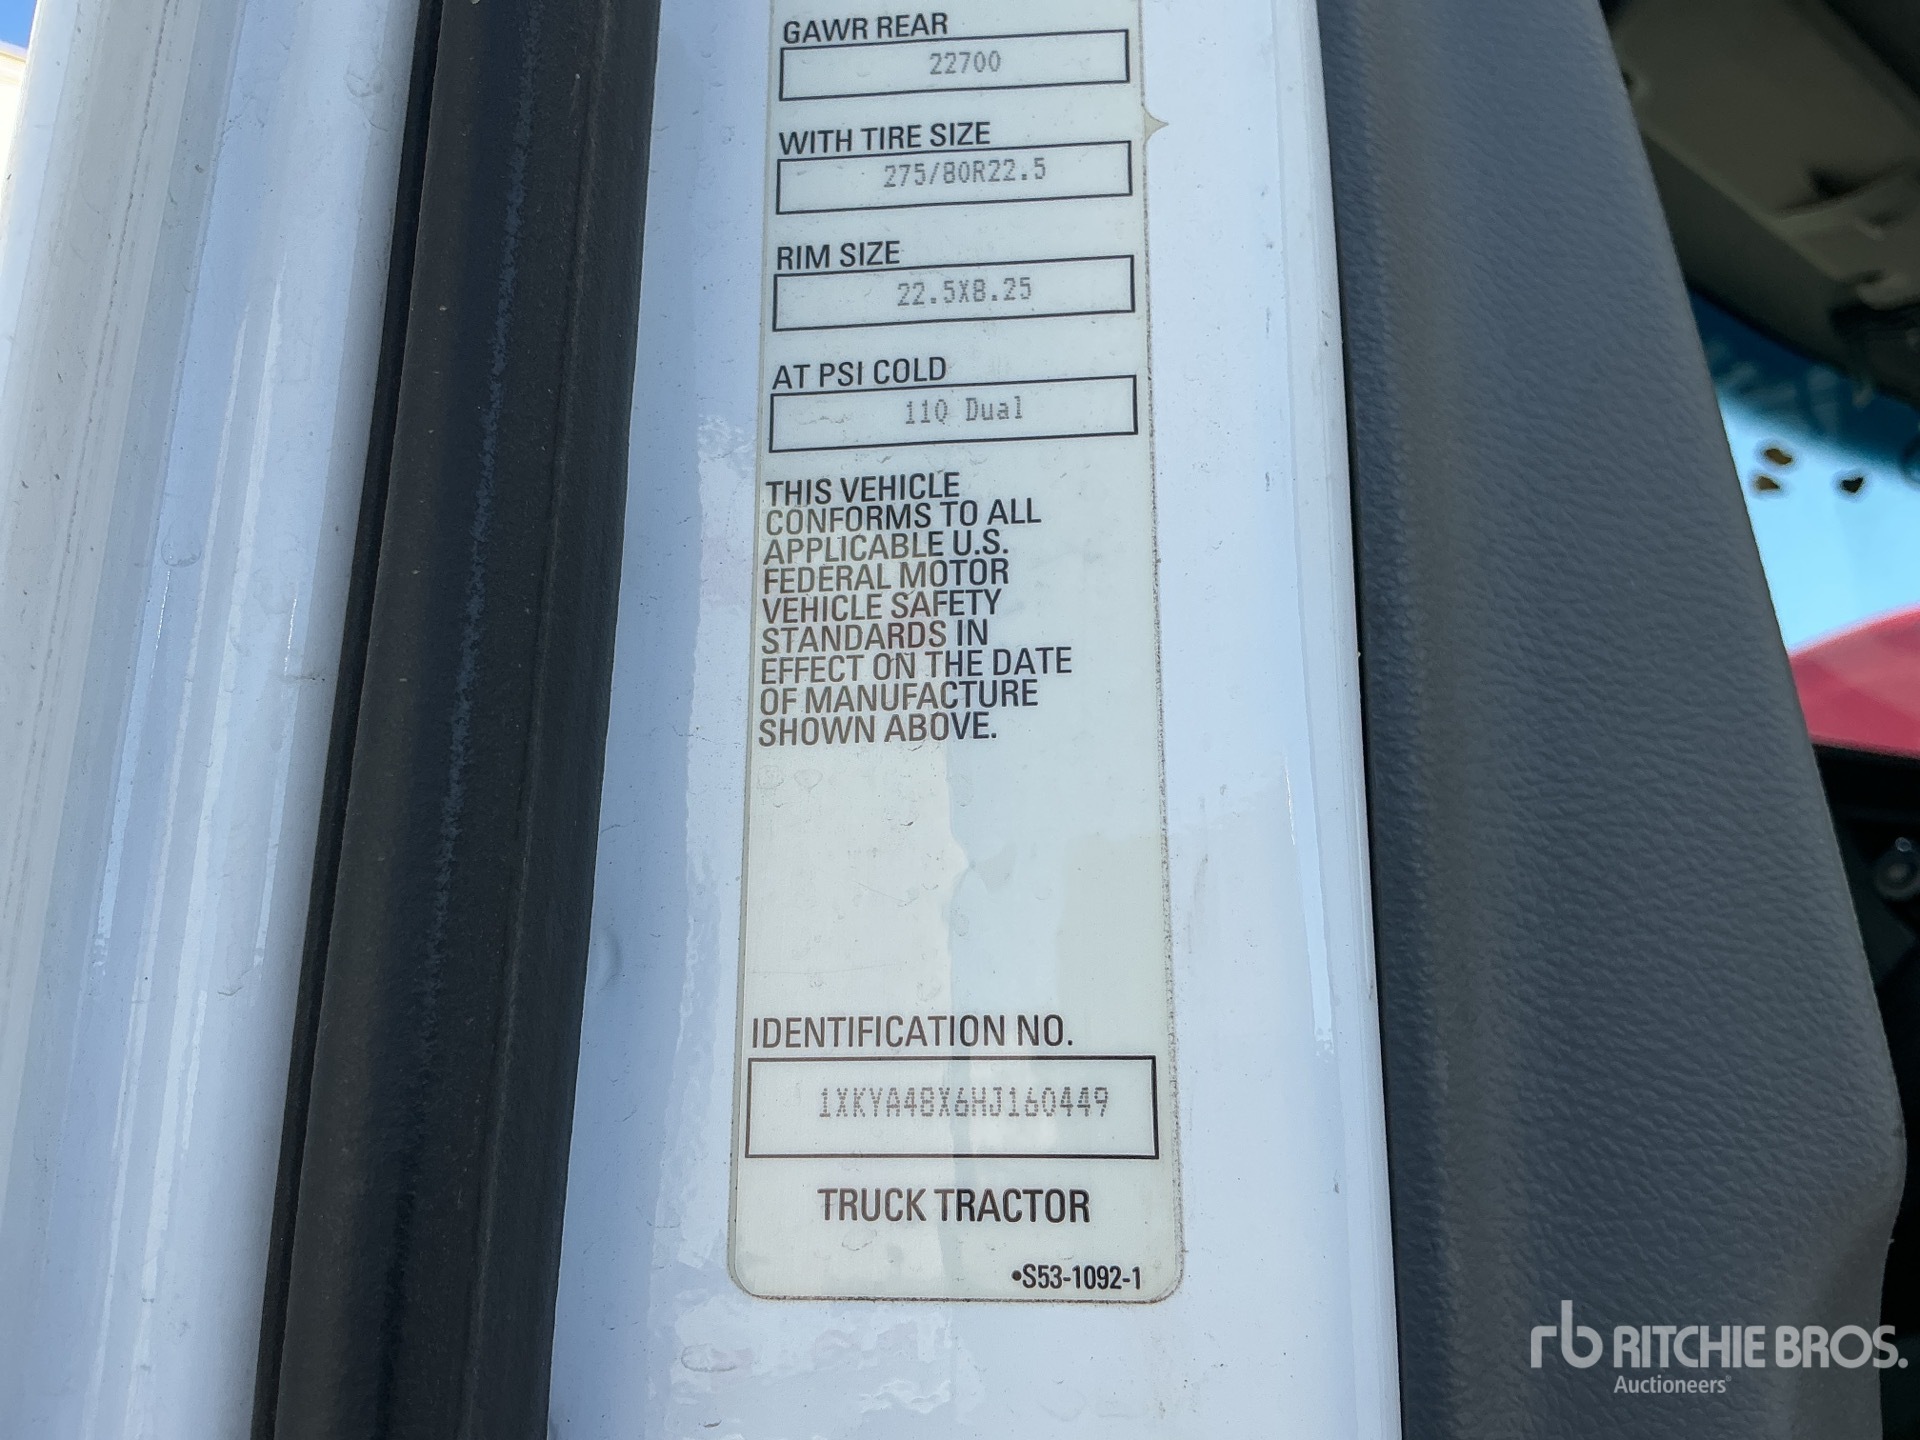 GAWR REAR
22700
WITH TIRE SIZE
275/80R22.5
RIM SIZE
22.5X8.25
AT PSI COLD
110 Dual
THIS VEHICLE
CONFORMS TO ALL
APPLICABLE U.S.
FEDERAL MOTOR
VEHICLE SAFETY
STANDARDS IN
EFFECT ON THE DATE
OF MANUFACTURE
SHOWN ABOVE.
IDENTIFICATION NO.
1XKYA48X6HJ160449
TRUCK TRACTOR
•S53-1092-1
rb RITCHIE BROS.
Auctioneers